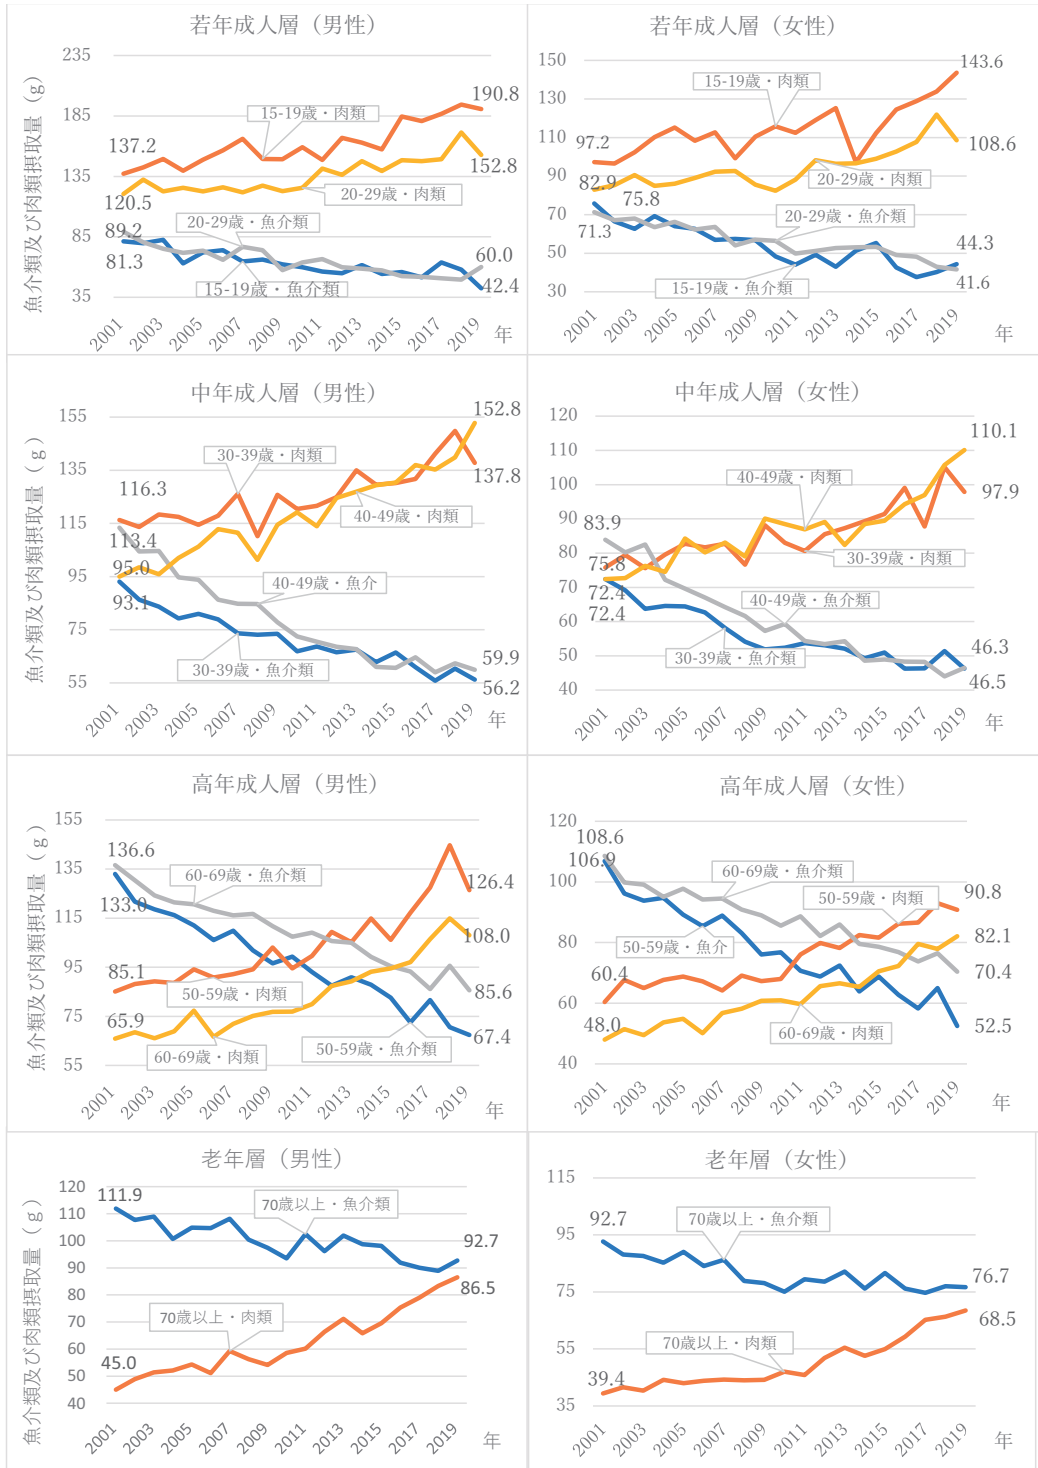 若年成人層（男性）
魚介類及び肉類摂取量（g）
235
185
135
85
35
137.2
120.5
89.2
81.3
15-19歳・肉類
20-29歳・肉類
20-29歳・魚介類
15-19歳・魚介類
190.8
152.8
60.0
42.4
2001 2003 2005 2007 2009 2011 2013 2015 2017 2019 年
若年成人層（女性）
150
130
110
90
70
50
30
97.2
82.9
75.8
71.3
15-19歳・肉類
20-29歳・肉類
20-29歳・魚介類
15-19歳・魚介類
143.6
108.6
44.3
41.6
2001 2003 2005 2007 2009 2011 2013 2015 2017 2019 年
中年成人層（男性）
魚介類及び肉類摂取量（g）
155
135
115
95
75
55
116.3
113.4
95.0
93.1
30-39歳・肉類
40-49歳・肉類
40-49歳・魚介
30-39歳・魚介類
152.8
137.8
59.9
56.2
2001 2003 2005 2007 2009 2011 2013 2015 2017 2019 年
中年成人層（女性）
120
110
100
90
80
70
60
50
40
83.9
75.8
72.4
72.4
40-49歳・肉類
30-39歳・肉類
40-49歳・魚介類
30-39歳・魚介類
110.1
97.9
46.3
46.5
2001 2003 2005 2007 2009 2011 2013 2015 2017 2019 年
高年成人層（男性）
魚介類及び肉類摂取量（g）
155
135
115
95
75
55
136.6
133.0
85.1
65.9
60-69歳・魚介類
50-59歳・肉類
60-69歳・肉類
50-59歳・魚介類
126.4
108.0
85.6
67.4
2001 2003 2005 2007 2009 2011 2013 2015 2017 2019 年
高年成人層（女性）
120
100
80
60
40
108.6
106.9
60.4
48.0
60-69歳・魚介類
50-59歳・肉類
50-59歳・魚介
60-69歳・肉類
90.8
82.1
70.4
52.5
2001 2003 2005 2007 2009 2011 2013 2015 2017 2019 年
老年層（男性）
魚介類及び肉類摂取量（g）
120
110
100
90
80
70
60
50
40
111.9
45.0
70歳以上・魚介類
70歳以上・肉類
92.7
86.5
2001 2003 2005 2007 2009 2011 2013 2015 2017 2019 年
老年層（女性）
115
95
75
55
35
92.7
39.4
70歳以上・魚介類
70歳以上・肉類
76.7
68.5
2001 2003 2005 2007 2009 2011 2013 2015 2017 2019 年